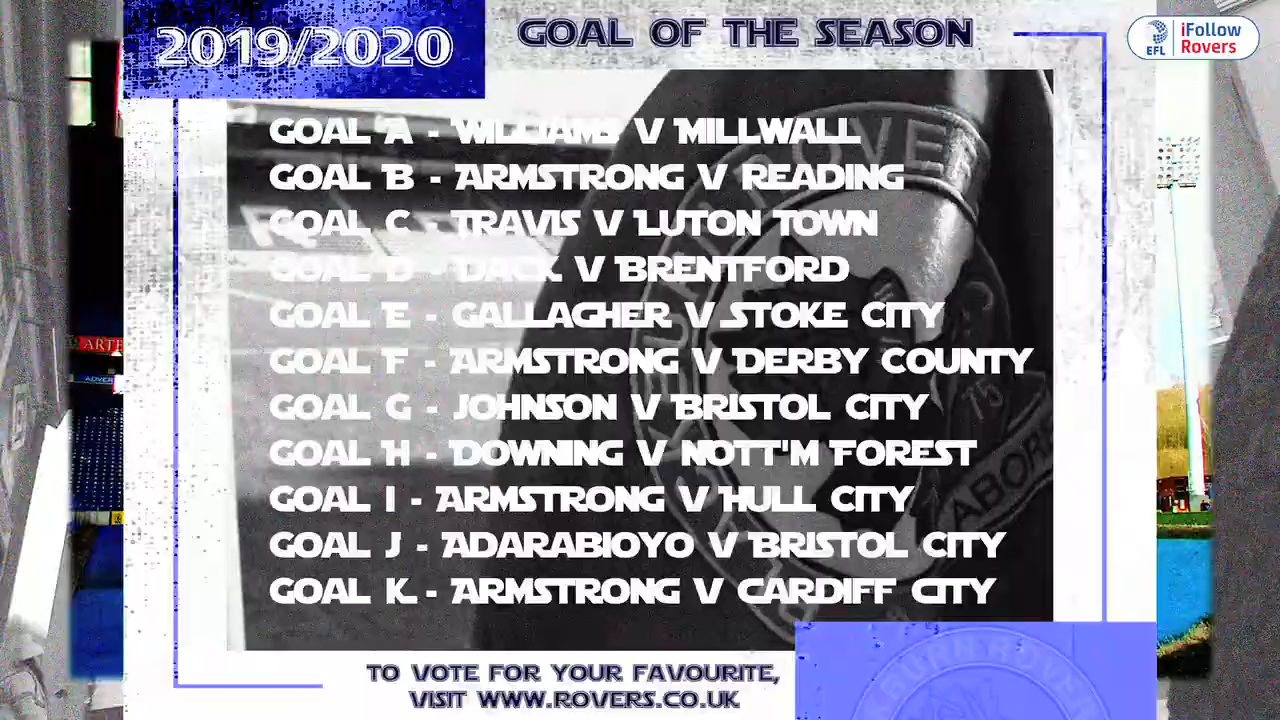 2019/2020
GOAL OF THE SEASON
EFL
iFollow
Rovers
GOAL A - WILLIAMS V MILLWALL
GOAL B - ARMSTRONG V READING
GOAL C - TRAVIS V LUTON TOWN
GOAL D - DACK V BRENTFORD
GOAL E - GALLAGHER V STOKE CITY
GOAL F - ARMSTRONG V DERBY COUNTY
GOAL G - JOHNSON V BRISTOL CITY
GOAL H - DOWNING V NOTT'M FOREST
GOAL I - ARMSTRONG V HULL CITY
GOAL J - ADARABIOYO V BRISTOL CITY
GOAL K - ARMSTRONG V CARDIFF CITY
TO VOTE FOR YOUR FAVOURITE,
VISIT WWW.ROVERS.CO.UK